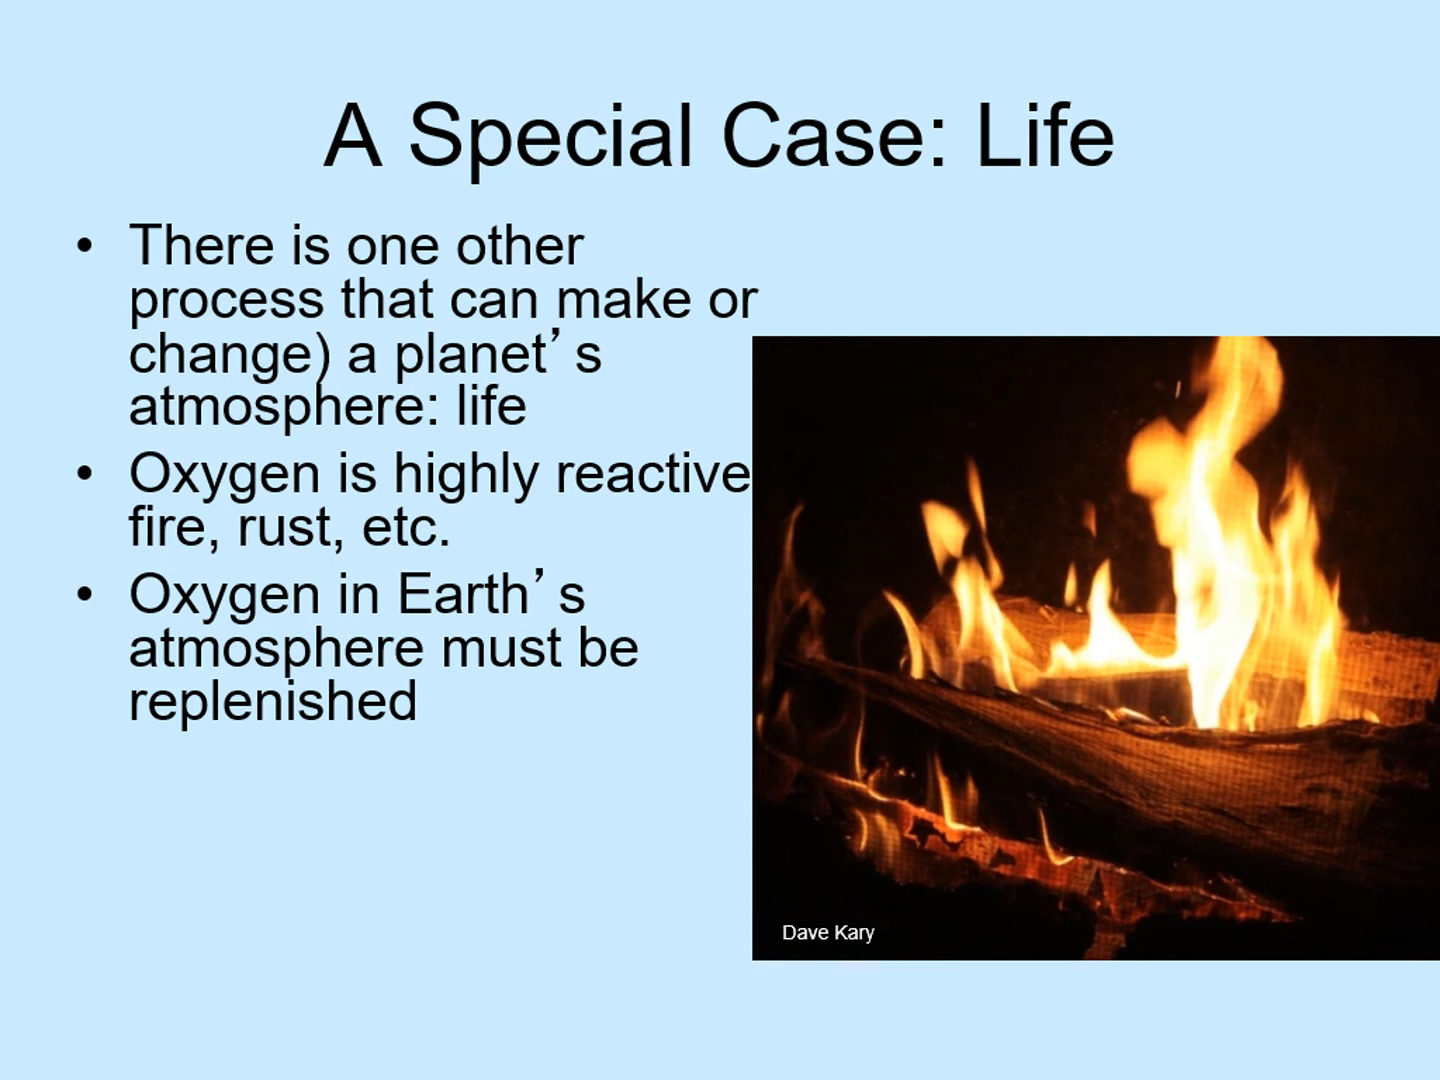 A Special Case: Life
• There is one other
process that can make or
change) a planet’s
atmosphere: life
• Oxygen is highly reactive
fire, rust, etc.
• Oxygen in Earth’s
atmosphere must be
replenished
Dave Kary